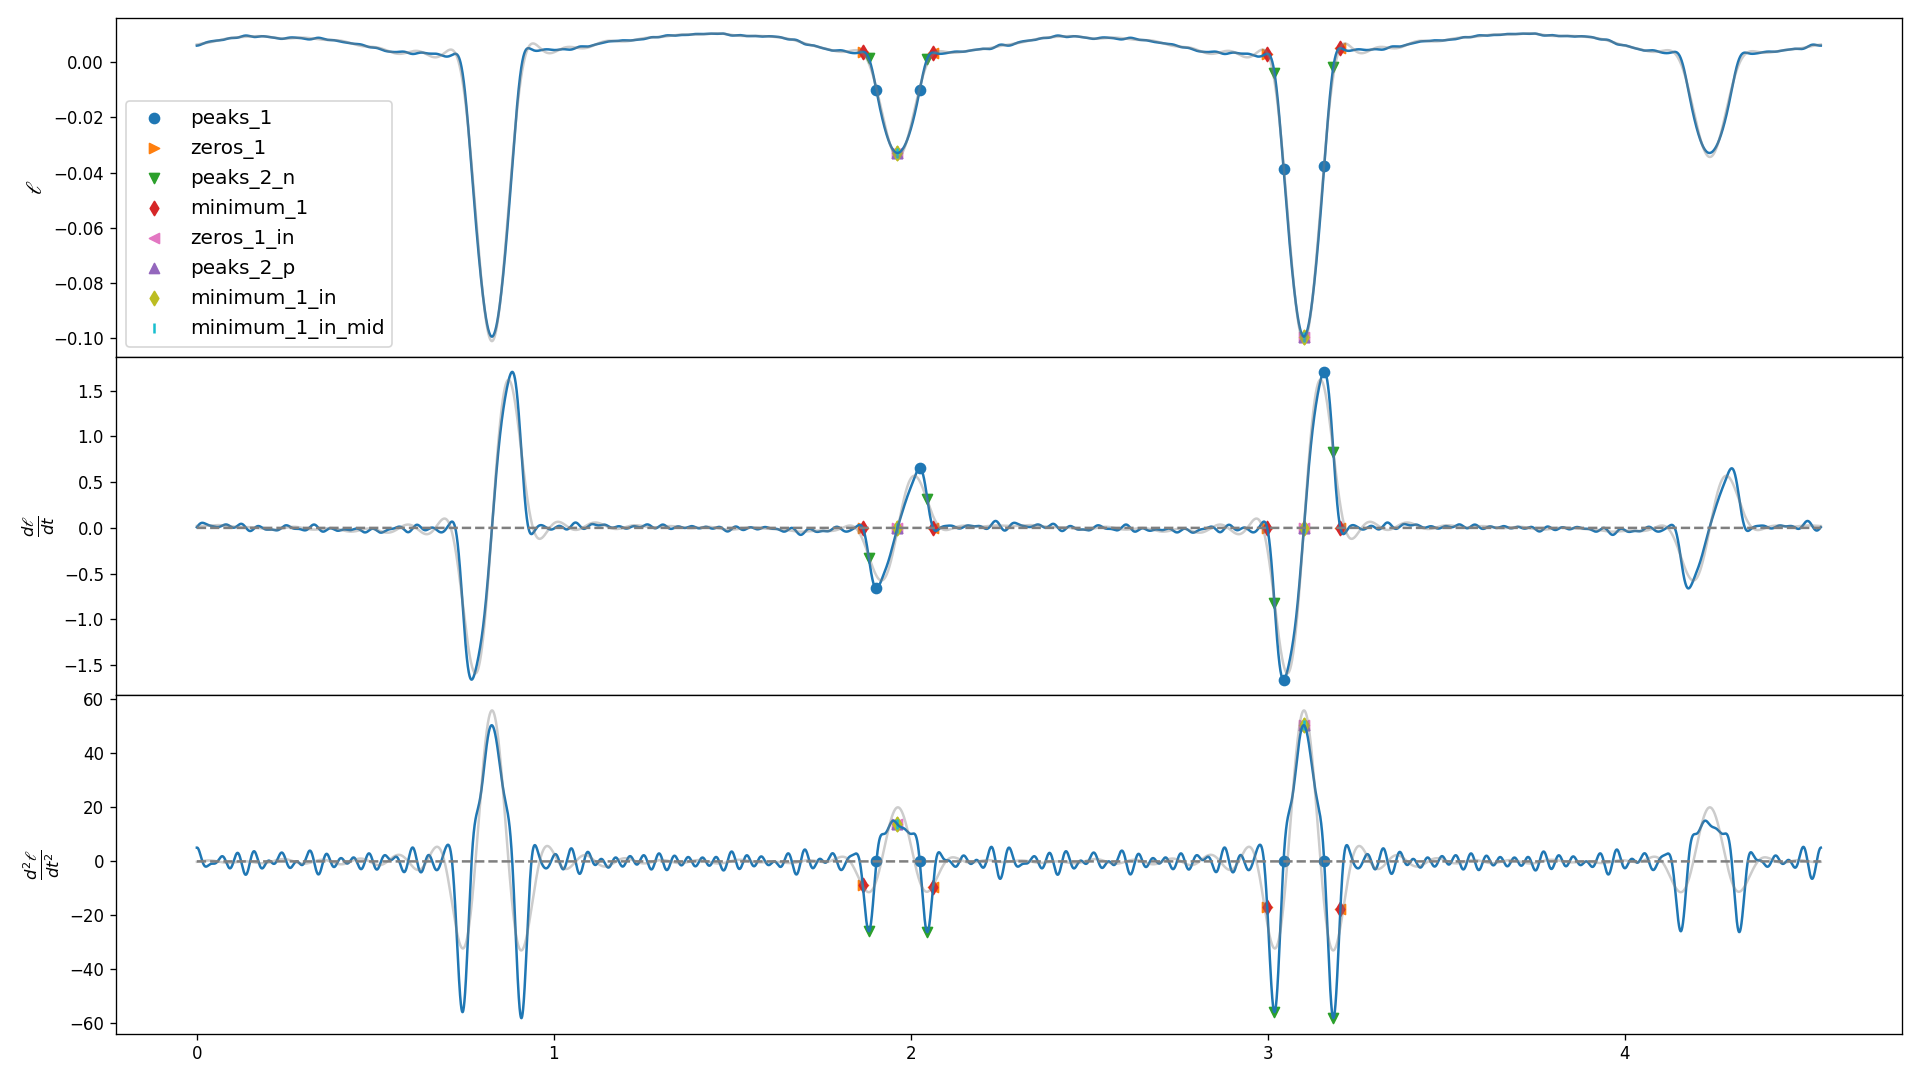 0.00
−0.02
−0.04
−0.06
−0.08
−0.10
ℓ
peaks_1
zeros_1
peaks_2_n
minimum_1
zeros_1_in
peaks_2_p
minimum_1_in
minimum_1_in_mid
1.5
1.0
0.5
0.0
−0.5
−1.0
−1.5
dℓ
dt
60
40
20
0
−20
−40
−60
d²ℓ
dt²
0 1 2 3 4